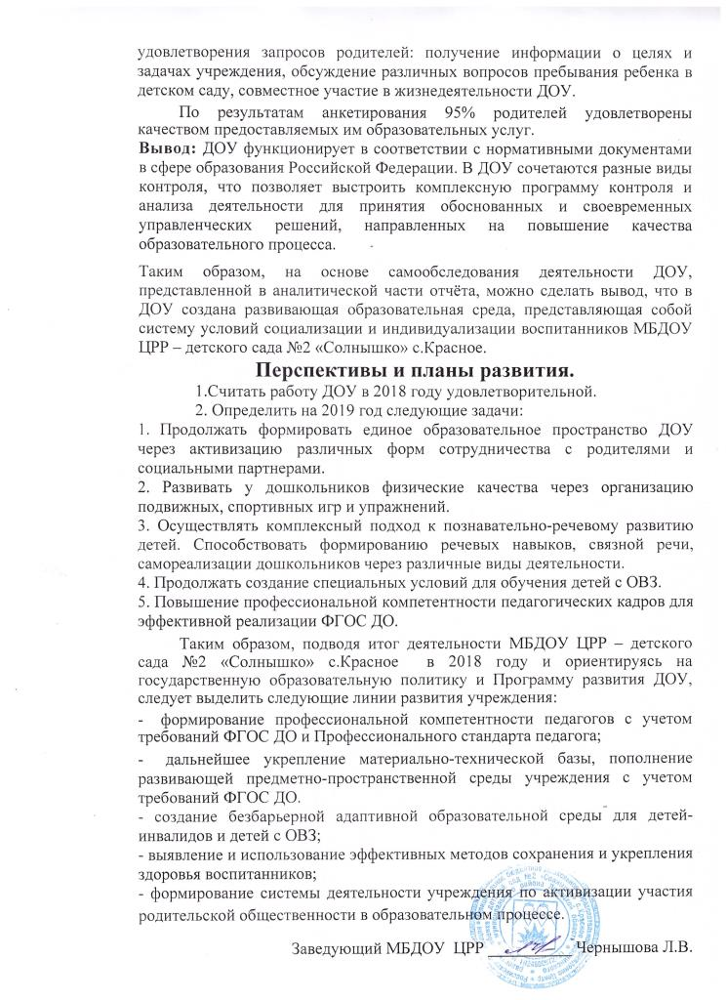 удовлетворения запросов родителей: получение информации о целях и
задачах учреждения, обсуждение различных вопросов пребывания ребенка в
детском саду, совместное участие в жизнедеятельности ДОУ.
По результатам анкетирования 95% родителей удовлетворены
качеством предоставляемых им образовательных услуг.
Вывод: ДОУ функционирует в соответствии с нормативными документами
в сфере образования Российской Федерации. В ДОУ сочетаются разные виды
контроля, что позволяет выстроить комплексную программу контроля и
анализа деятельности для принятия обоснованных и своевременных
управленческих решений, направленных на повышение качества
образовательного процесса.
Таким образом, на основе самообследования деятельности ДОУ,
представленной в аналитической части отчёта, можно сделать вывод, что в
ДОУ создана развивающая образовательная среда, представляющая собой
систему условий социализации и индивидуализации воспитанников МБДОУ
ЦРР – детского сада №2 «Солнышко» с.Красное.
Перспективы и планы развития.
1.Считать работу ДОУ в 2018 году удовлетворительной.
2. Определить на 2019 год следующие задачи:
1. Продолжать формировать единое образовательное пространство ДОУ
через активизацию различных форм сотрудничества с родителями и
социальными партнерами.
2. Развивать у дошкольников физические качества через организацию
подвижных, спортивных игр и упражнений.
3. Осуществлять комплексный подход к познавательно-речевому развитию
детей. Способствовать формированию речевых навыков, связной речи,
самореализации дошкольников через различные виды деятельности.
4. Продолжать создание специальных условий для обучения детей с ОВЗ.
5. Повышение профессиональной компетентности педагогических кадров для
эффективной реализации ФГОС ДО.
Таким образом, подводя итог деятельности МБДОУ ЦРР – детского
сада №2 «Солнышко» с.Красное в 2018 году и ориентируясь на
государственную образовательную политику и Программу развития ДОУ,
следует выделить следующие линии развития учреждения:
- формирование профессиональной компетентности педагогов с учетом
требований ФГОС ДО и Профессионального стандарта педагога;
- дальнейшее укрепление материально-технической базы, пополнение
развивающей предметно-пространственной среды учреждения с учетом
требований ФГОС ДО.
- создание безбарьерной адаптивной образовательной среды для детей-
инвалидов и детей с ОВЗ;
- выявление и использование эффективных методов сохранения и укрепления
здоровья воспитанников;
- формирование системы деятельности учреждения по активизации участия
родительской общественности в образовательном процессе.
Заведующий МБДОУ ЦРР __________ Чернышова Л.В.